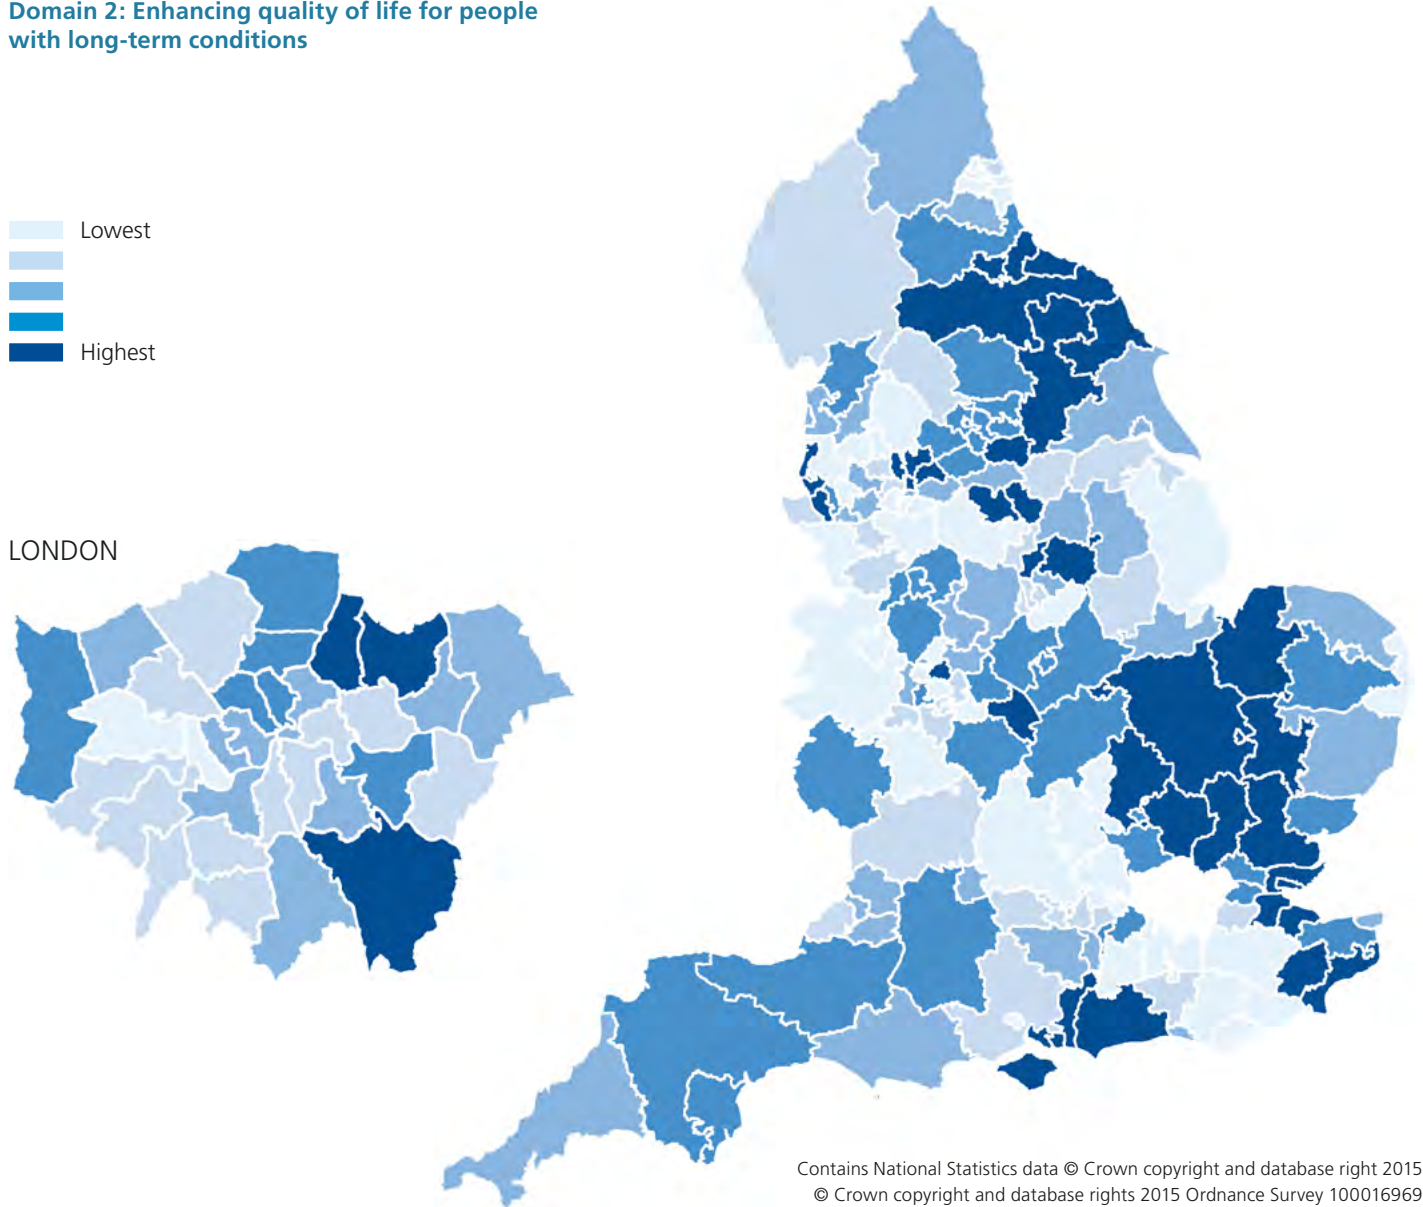 Domain 2: Enhancing quality of life for people
with long-term conditions
Lowest
Highest
LONDON
Contains National Statistics data © Crown copyright and database right 2015
© Crown copyright and database rights 2015 Ordnance Survey 100016969